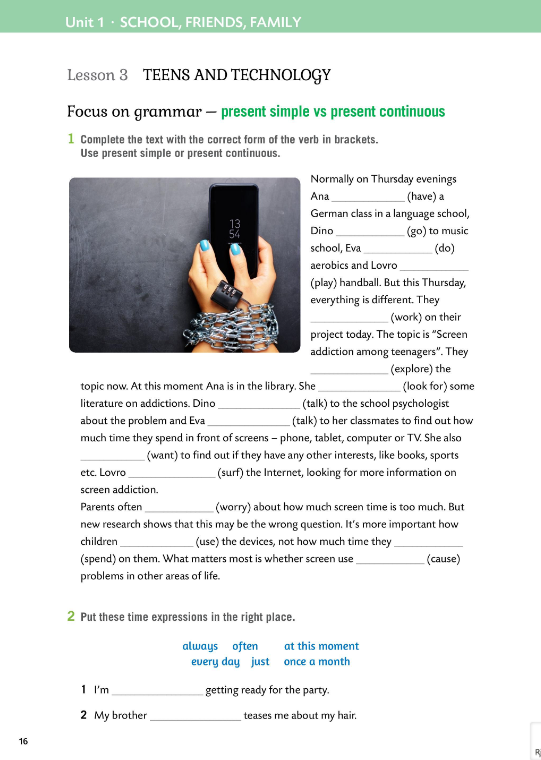 Unit 1 · SCHOOL, FRIENDS, FAMILY
Lesson 3 TEENS AND TECHNOLOGY
Focus on grammar – present simple vs present continuous
1 Complete the text with the correct form of the verb in brackets.
Use present simple or present continuous.
13
54
Normally on Thursday evenings
Ana ______________ (have) a
German class in a language school,
Dino _____________ (go) to music
school, Eva _____________ (do)
aerobics and Lovro _____________
(play) handball. But this Thursday,
everything is different. They
_______________ (work) on their
project today. The topic is “Screen
addiction among teenagers”. They
_______________ (explore) the
topic now. At this moment Ana is in the library. She ________________ (look for) some
literature on addictions. Dino ________________ (talk) to the school psychologist
about the problem and Eva ________________ (talk) to her classmates to find out how
much time they spend in front of screens – phone, tablet, computer or TV. She also
____________ (want) to find out if they have any other interests, like books, sports
etc. Lovro ________________ (surf) the Internet, looking for more information on
screen addiction.
Parents often _____________ (worry) about how much screen time is too much. But
new research shows that this may be the wrong question. It’s more important how
children ______________ (use) the devices, not how much time they _____________
(spend) on them. What matters most is whether screen use _____________ (cause)
problems in other areas of life.
2 Put these time expressions in the right place.
always often at this moment
every day just once a month
1 I’m _________________ getting ready for the party.
2 My brother _________________ teases me about my hair.
16